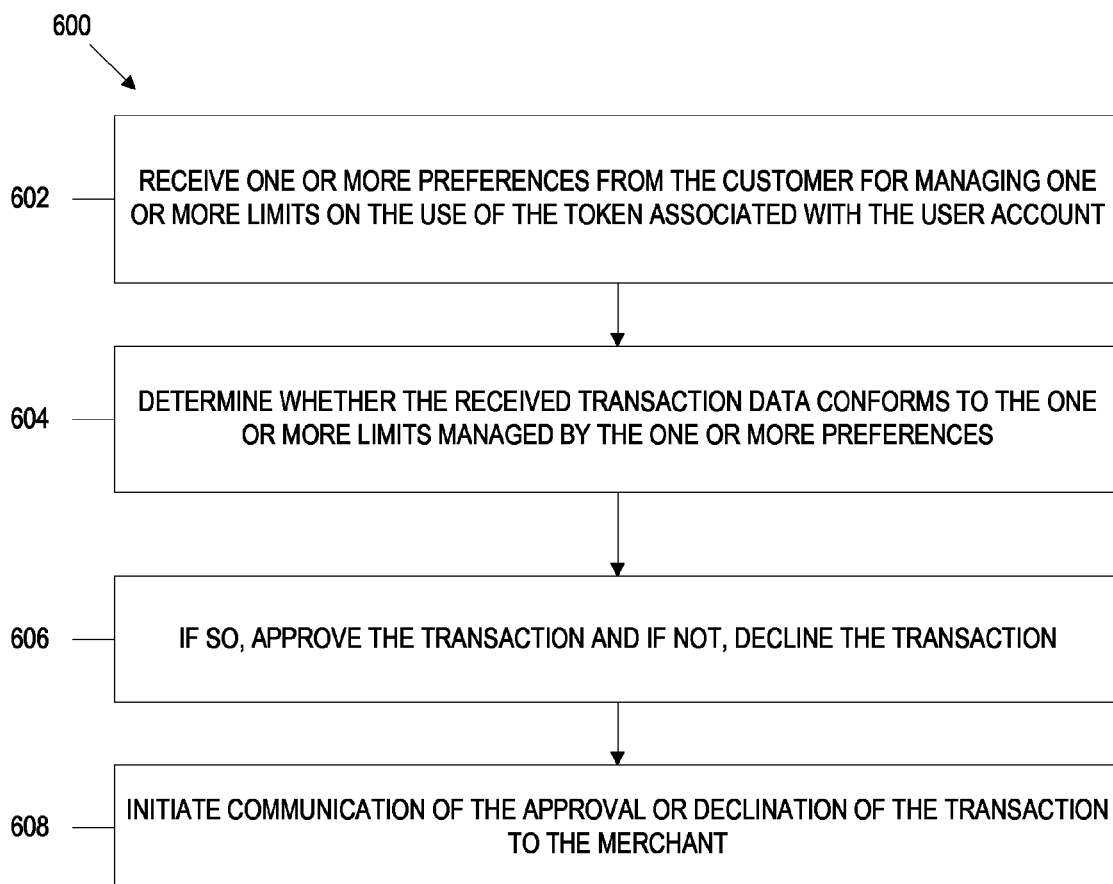 600
602
RECEIVE ONE OR MORE PREFERENCES FROM THE CUSTOMER FOR MANAGING ONE
OR MORE LIMITS ON THE USE OF THE TOKEN ASSOCIATED WITH THE USER ACCOUNT
604
DETERMINE WHETHER THE RECEIVED TRANSACTION DATA CONFORMS TO THE ONE
OR MORE LIMITS MANAGED BY THE ONE OR MORE PREFERENCES
606
IF SO, APPROVE THE TRANSACTION AND IF NOT, DECLINE THE TRANSACTION
608
INITIATE COMMUNICATION OF THE APPROVAL OR DECLINATION OF THE TRANSACTION
TO THE MERCHANT